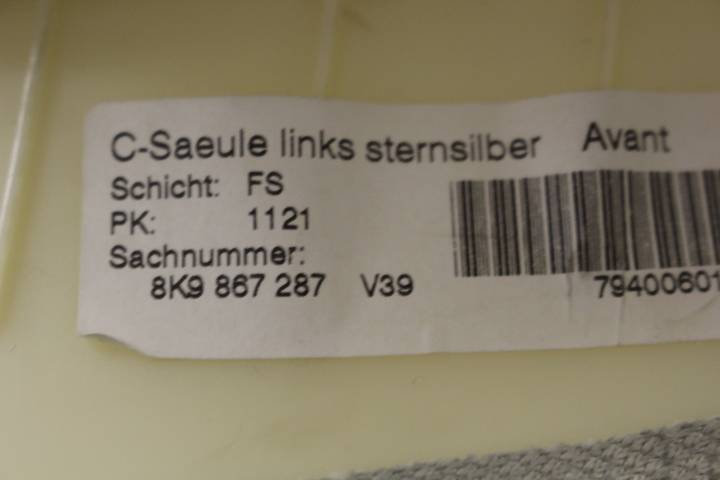 C-Saeule links sternsilber Avant
Schicht: FS
PK: 1121
Sachnummer:
8K9 867 287 V39
79400601